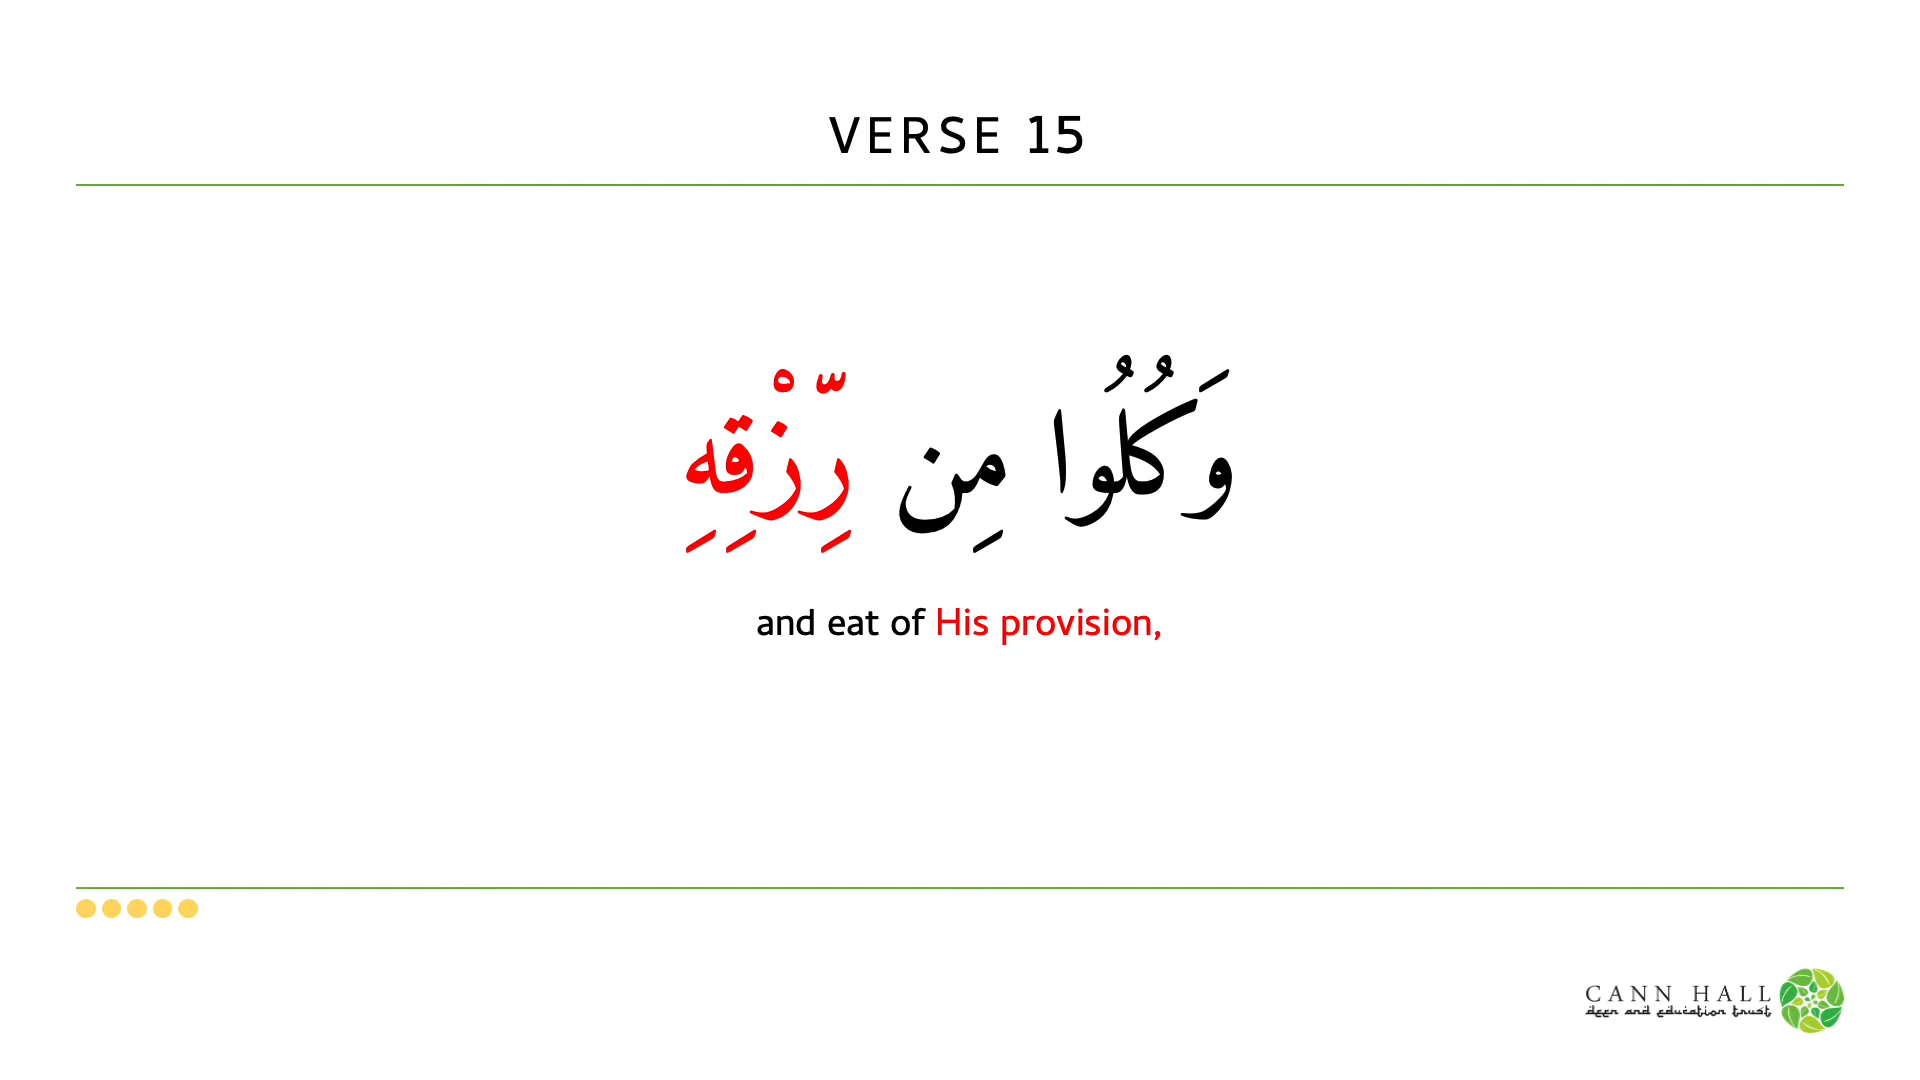 VERSE 15
وَكُلُوا مِن رِّزْقِهِ
and eat of His provision,
CANN HALL
deen and education trust